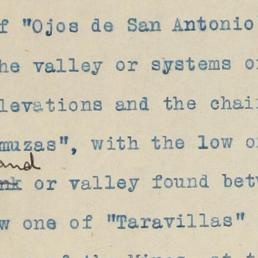 f "Ojos de San Antonio
he valley or systems o
levations and the chai
muzas", with the low o
and
nk or valley found betw
w one of "Taravillas"